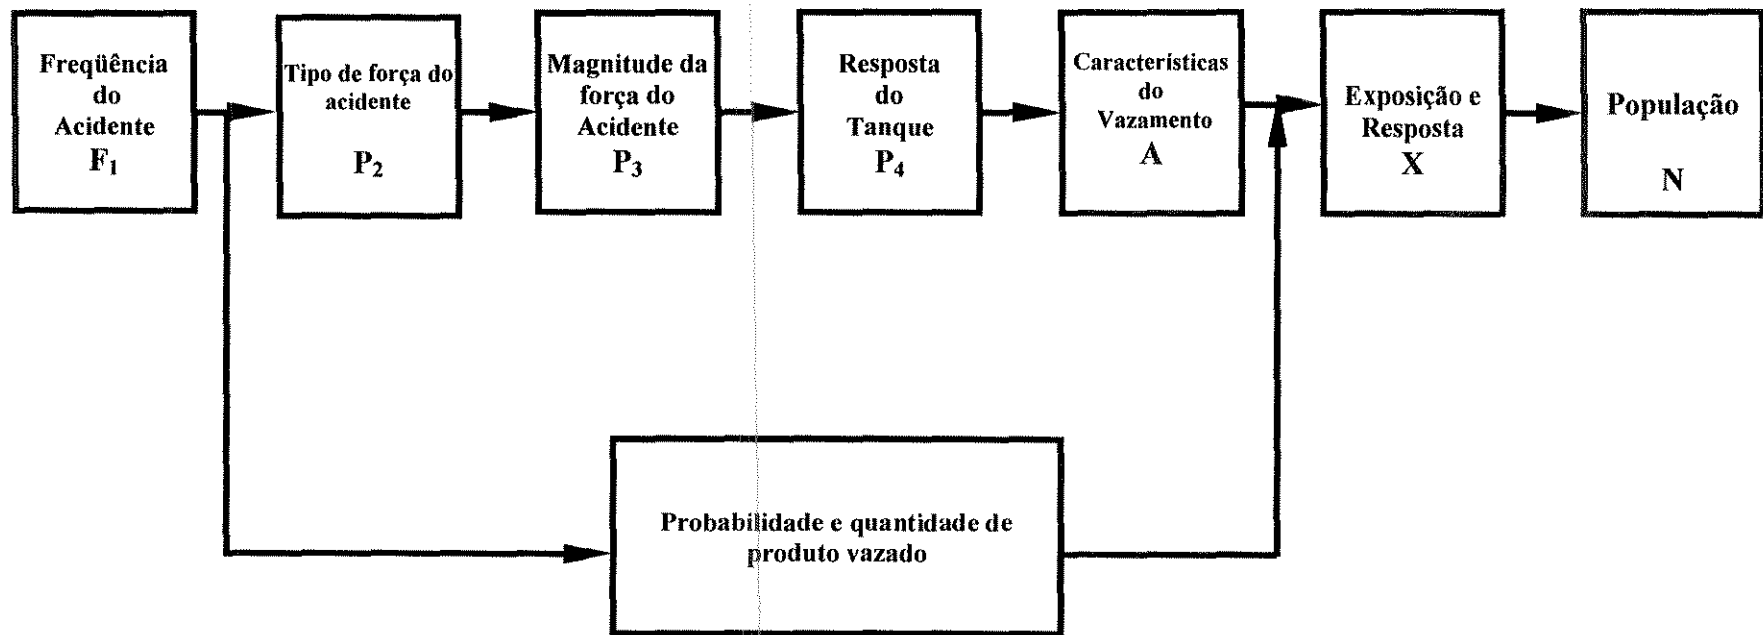 Freqüência
do
Acidente
F₁
Tipo de força do
acidente
P₂
Magnitude da
força do
Acidente
P₃
Resposta
do
Tanque
P₄
Características
do
Vazamento
A
Exposição e
Resposta
X
População
N
Probabilidade e quantidade de
produto vazado